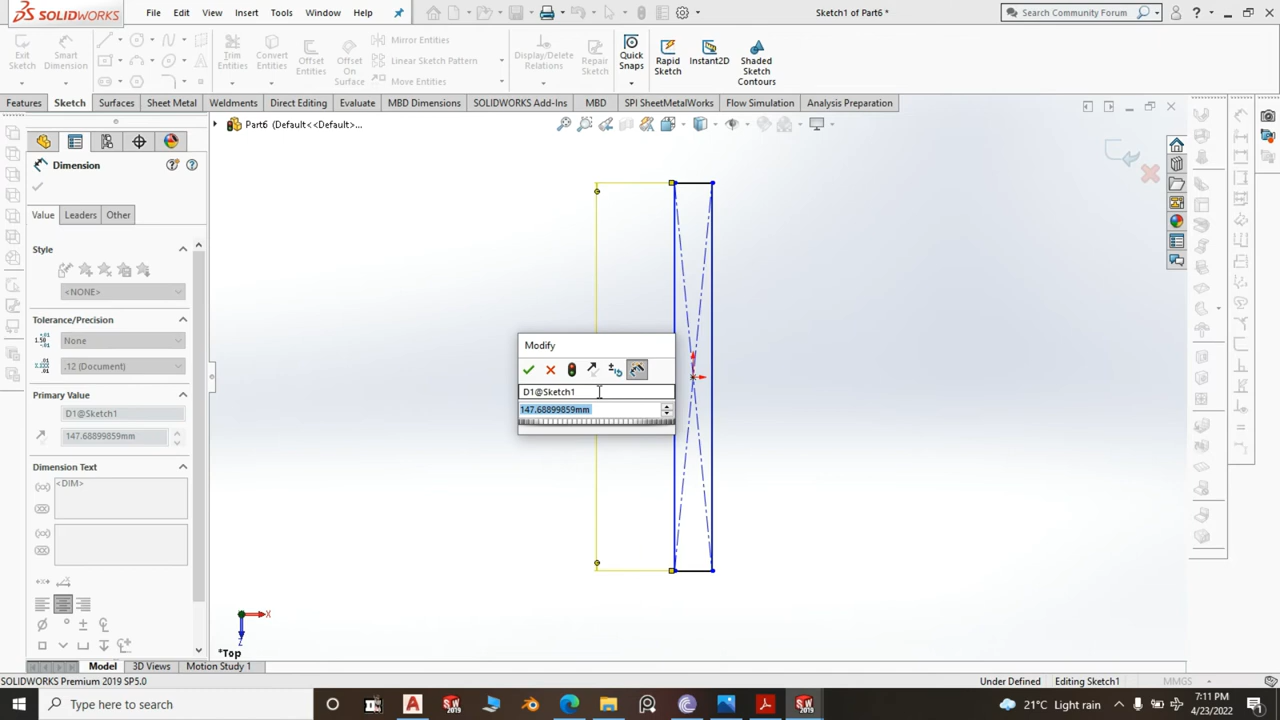 SOLIDWORKS File Edit View Insert Tools Window Help Sketch1 of Part6 * Search Community Forum ?
Exit Sketch Smart Dimension Trim Entities Convert Entities Offset Entities Offset On Surface Mirror Entities Linear Sketch Pattern Move Entities Display/Delete Relations Repair Sketch Quick Snaps Rapid Sketch Instant2D Shaded Sketch Contours
Features Sketch Surfaces Sheet Metal Weldments Direct Editing Evaluate MBD Dimensions SOLIDWORKS Add-Ins MBD SPI SheetMetalWorks Flow Simulation Analysis Preparation
Part6 (Default<<Default>...
Dimension
Value Leaders Other
Style
<NONE>
Tolerance/Precision
None
.12 (Document)
Primary Value
D1@Sketch1
147.68899859mm
Dimension Text
<DIM>
Modify
D1@Sketch1
147.68899859mm
X
Z
*Top
Model 3D Views Motion Study 1
SOLIDWORKS Premium 2019 SP5.0 Under Defined Editing Sketch1 MMGS
Type here to search 21°C Light rain 7:11 PM
4/23/2022